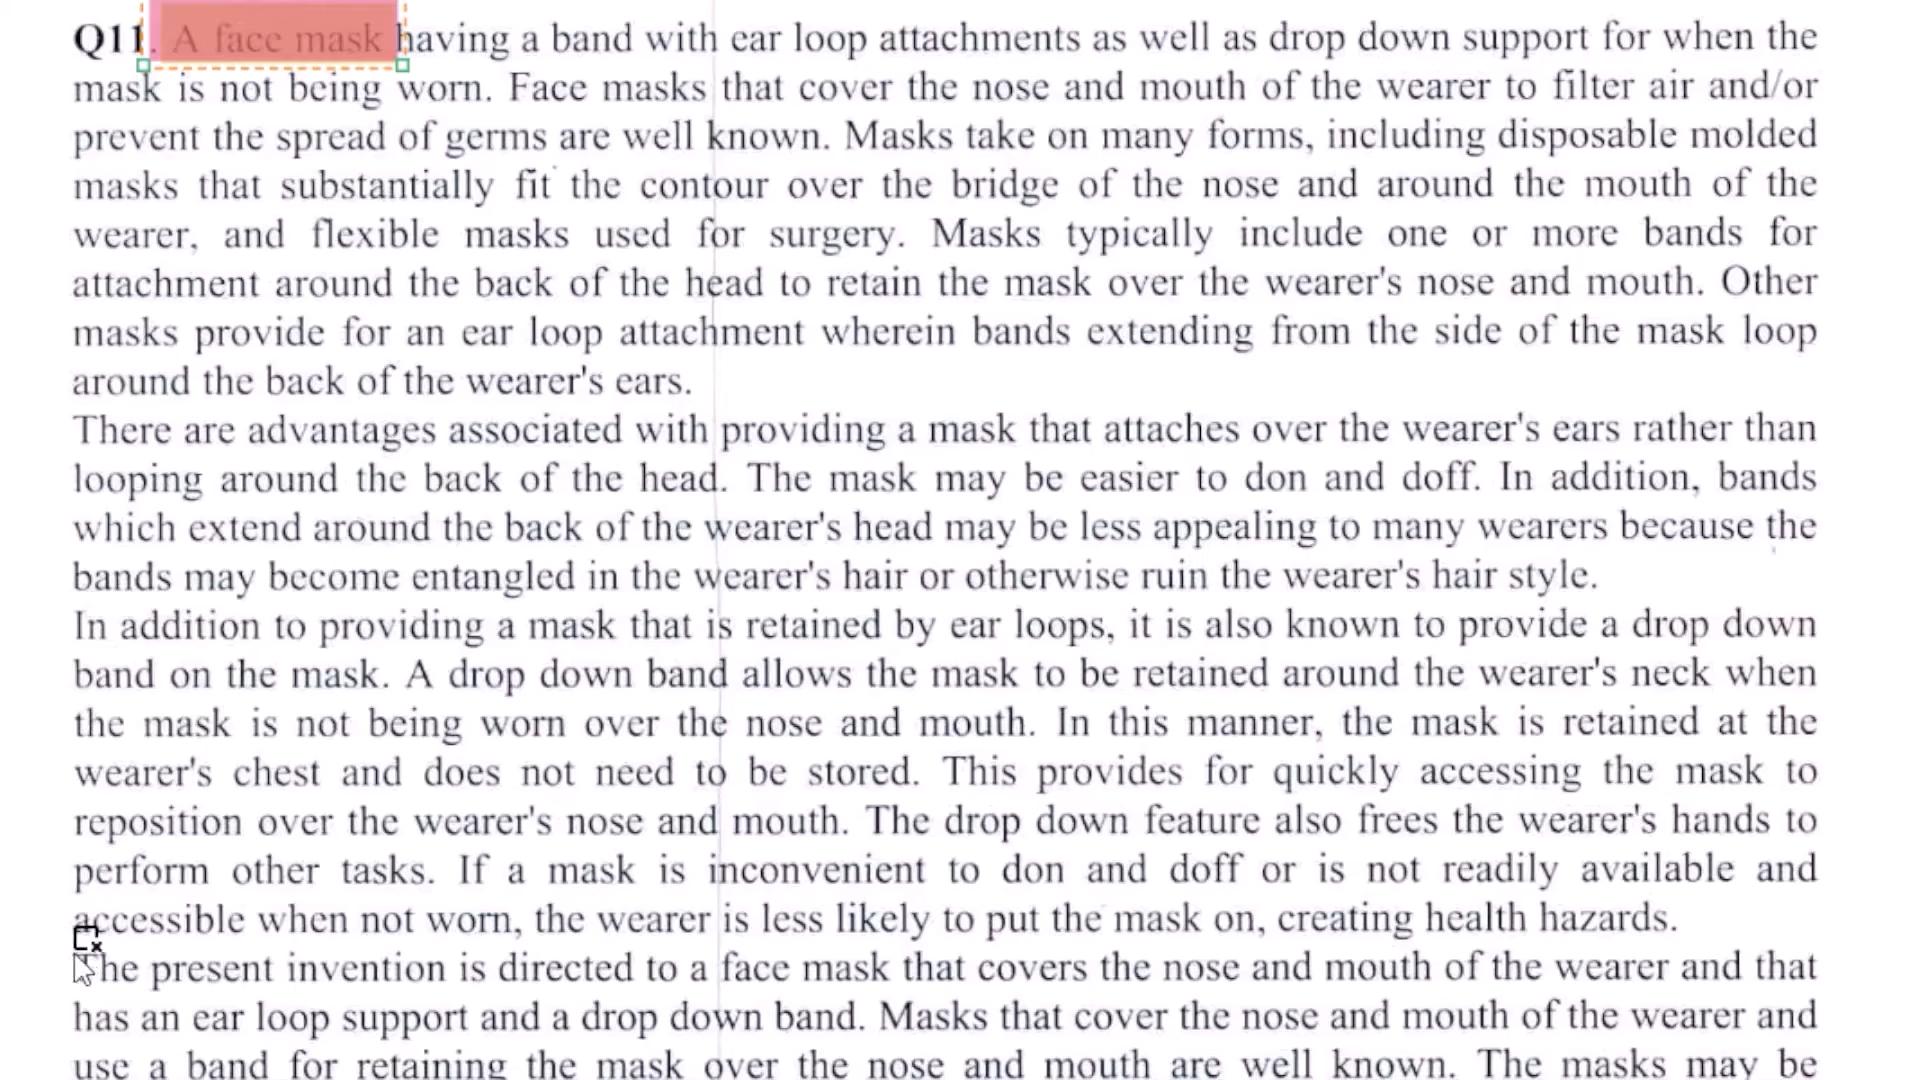 Q11. A face mask having a band with ear loop attachments as well as drop down support for when the
mask is not being worn. Face masks that cover the nose and mouth of the wearer to filter air and/or
prevent the spread of germs are well known. Masks take on many forms, including disposable molded
masks that substantially fit the contour over the bridge of the nose and around the mouth of the
wearer, and flexible masks used for surgery. Masks typically include one or more bands for
attachment around the back of the head to retain the mask over the wearer's nose and mouth. Other
masks provide for an ear loop attachment wherein bands extending from the side of the mask loop
around the back of the wearer's ears.
There are advantages associated with providing a mask that attaches over the wearer's ears rather than
looping around the back of the head. The mask may be easier to don and doff. In addition, bands
which extend around the back of the wearer's head may be less appealing to many wearers because the
bands may become entangled in the wearer's hair or otherwise ruin the wearer's hair style.
In addition to providing a mask that is retained by ear loops, it is also known to provide a drop down
band on the mask. A drop down band allows the mask to be retained around the wearer's neck when
the mask is not being worn over the nose and mouth. In this manner, the mask is retained at the
wearer's chest and does not need to be stored. This provides for quickly accessing the mask to
reposition over the wearer's nose and mouth. The drop down feature also frees the wearer's hands to
perform other tasks. If a mask is inconvenient to don and doff or is not readily available and
accessible when not worn, the wearer is less likely to put the mask on, creating health hazards.
The present invention is directed to a face mask that covers the nose and mouth of the wearer and that
has an ear loop support and a drop down band. Masks that cover the nose and mouth of the wearer and
use a band for retaining the mask over the nose and mouth are well known. The masks may be